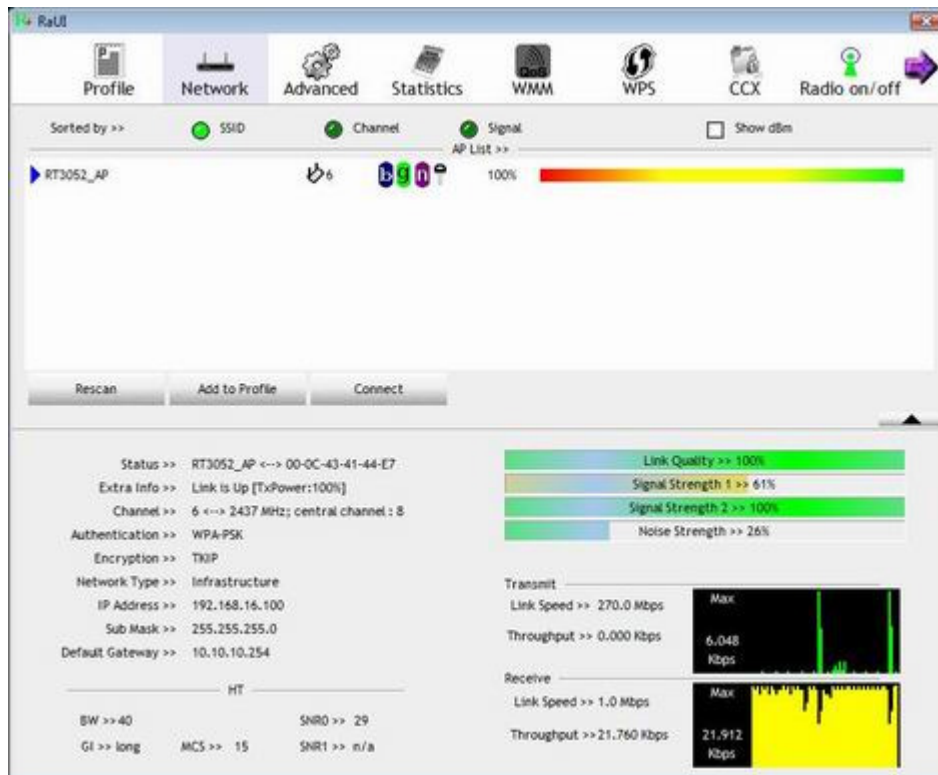 RaUI
Profile Network Advanced Statistics WMM WPS CCX Radio on/off
QoS
Sorted by >> SSID Channel Signal Show dBm
AP List >>
RT3052_AP 6 b g n 100%
Rescan Add to Profile Connect
Status >> RT3052_AP <--> 00-0C-43-41-44-E7
Extra Info >> Link is Up [TxPower:100%]
Channel >> 6 <--> 2437 MHz; central channel : 8
Authentication >> WPA-PSK
Encryption >> TKIP
Network Type >> Infrastructure
IP Address >> 192.168.16.100
Sub Mask >> 255.255.255.0
Default Gateway >> 10.10.10.254
HT
BW >> 40 SNR0 >> 29
GI >> long MCS >> 15 SNR1 >> n/a
Link Quality >> 100%
Signal Strength 1 >> 61%
Signal Strength 2 >> 100%
Noise Strength >> 26%
Transmit
Link Speed >> 270.0 Mbps
Throughput >> 0.000 Kbps
Max
6.048
Kbps
Receive
Link Speed >> 1.0 Mbps
Throughput >> 21.760 Kbps
Max
21.912
Kbps